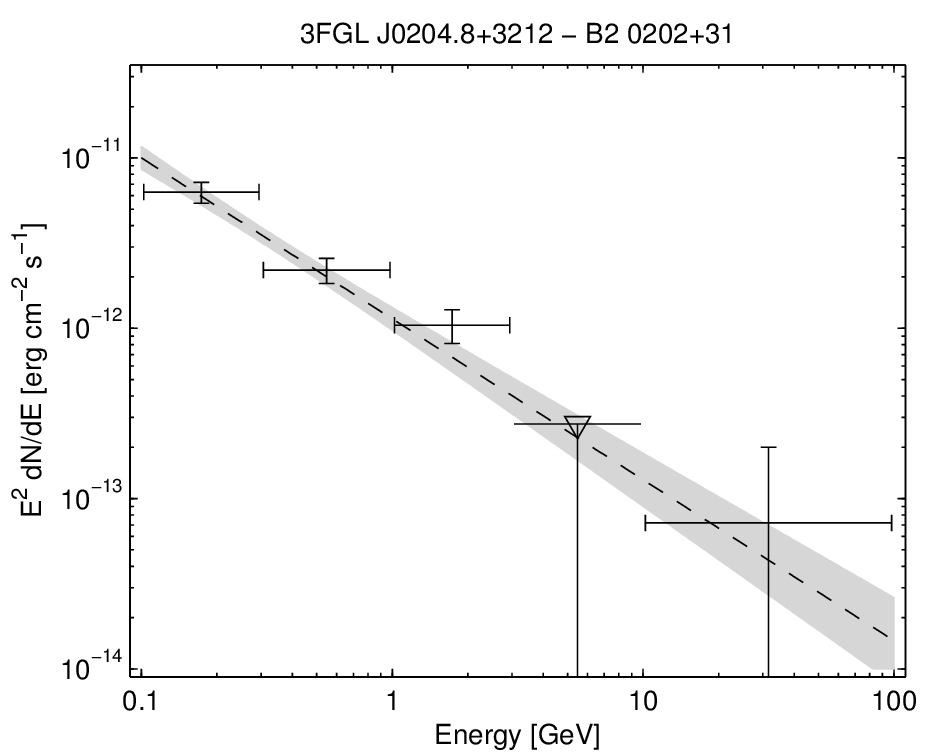 3FGL J0204.8+3212 − B2 0202+31
E² dN/dE [erg cm⁻² s⁻¹]
10⁻¹¹
10⁻¹²
10⁻¹³
10⁻¹⁴
0.1 1 10 100
Energy [GeV]